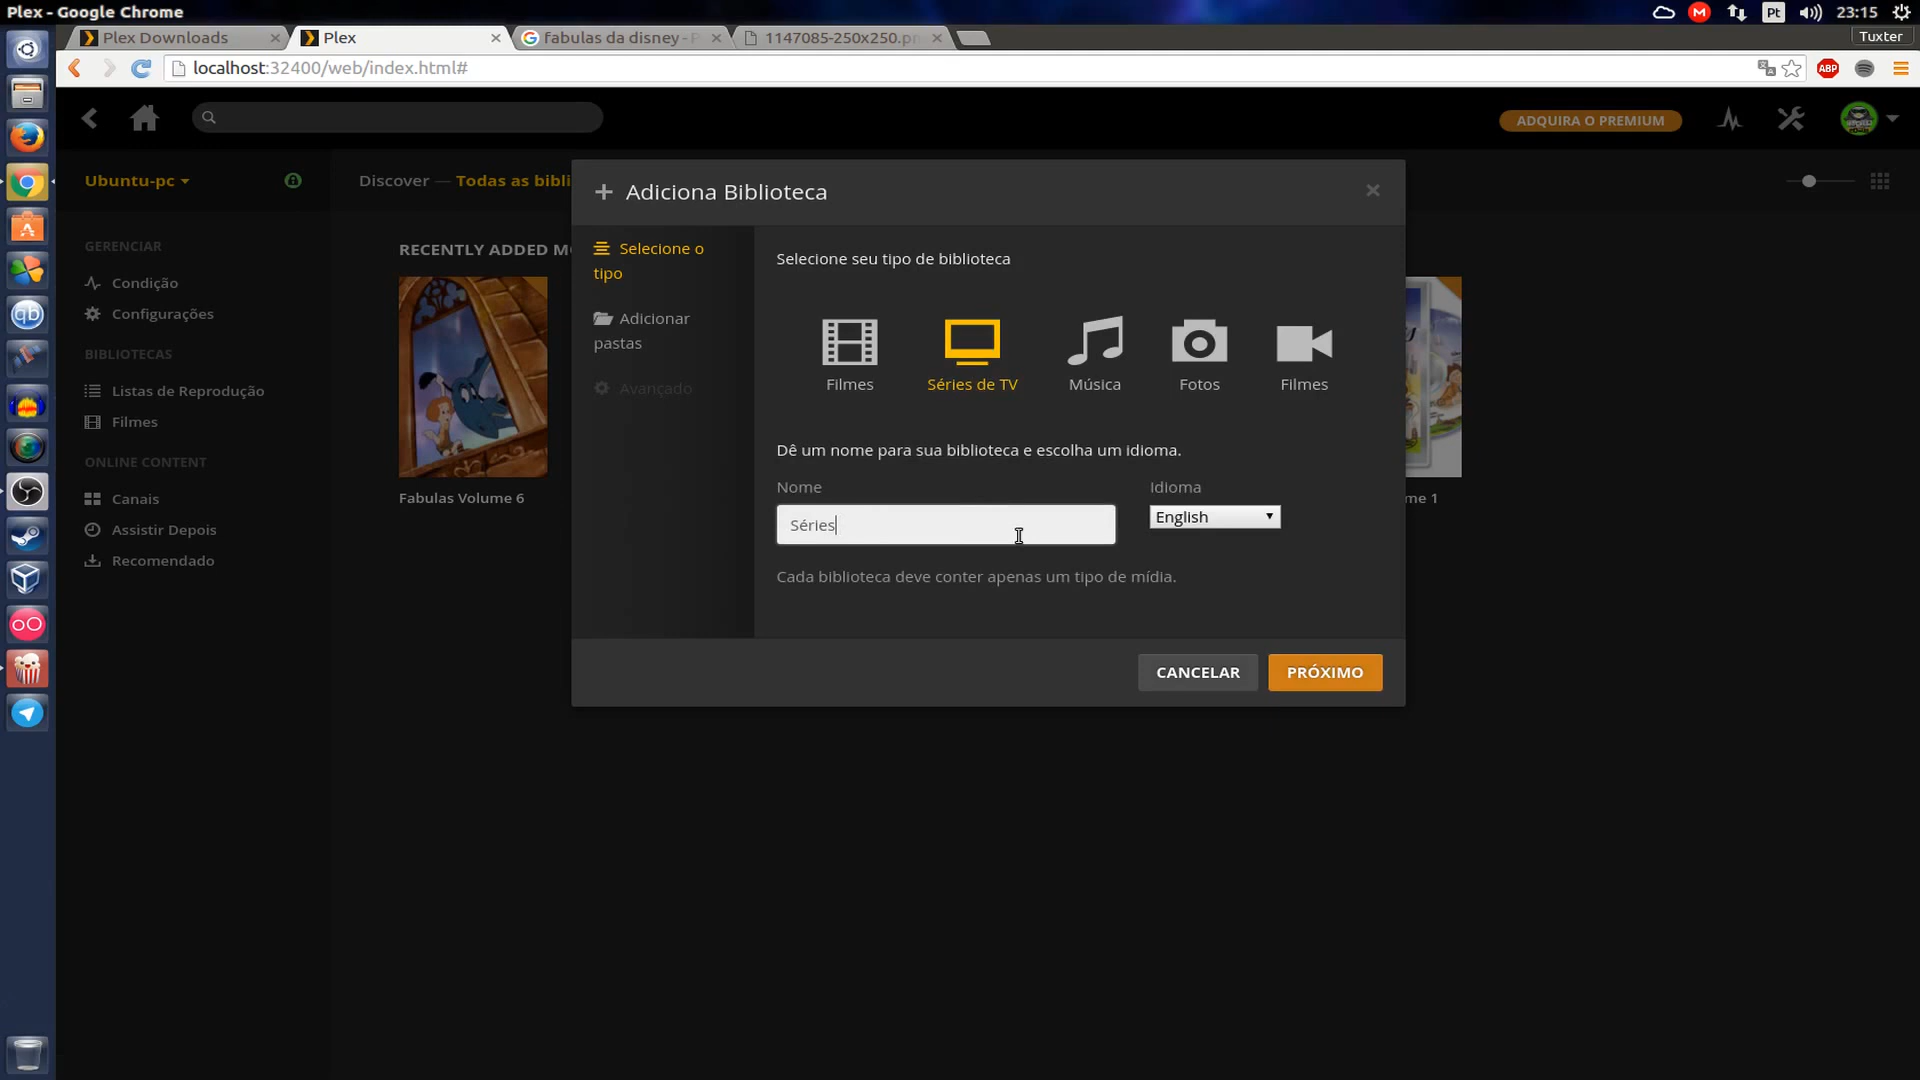 Plex - Google Chrome
Pt
23:15
Plex Downloads
Plex
fabulas da disney - P
1147085-250x250.pn
Tuxter
localhost:32400/web/index.html#
ABP
ADQUIRA O PREMIUM
Ubuntu-pc
Discover — Todas as bibli
GERENCIAR
Condição
Configurações
BIBLIOTECAS
Listas de Reprodução
Filmes
ONLINE CONTENT
Canais
Assistir Depois
Recomendado
RECENTLY ADDED M
Fabulas Volume 6
me 1
+ Adiciona Biblioteca
Selecione o
tipo
Adicionar
pastas
Avançado
Selecione seu tipo de biblioteca
Filmes
Séries de TV
Música
Fotos
Filmes
Dê um nome para sua biblioteca e escolha um idioma.
Nome
Idioma
Séries
English
Cada biblioteca deve conter apenas um tipo de mídia.
CANCELAR
PRÓXIMO